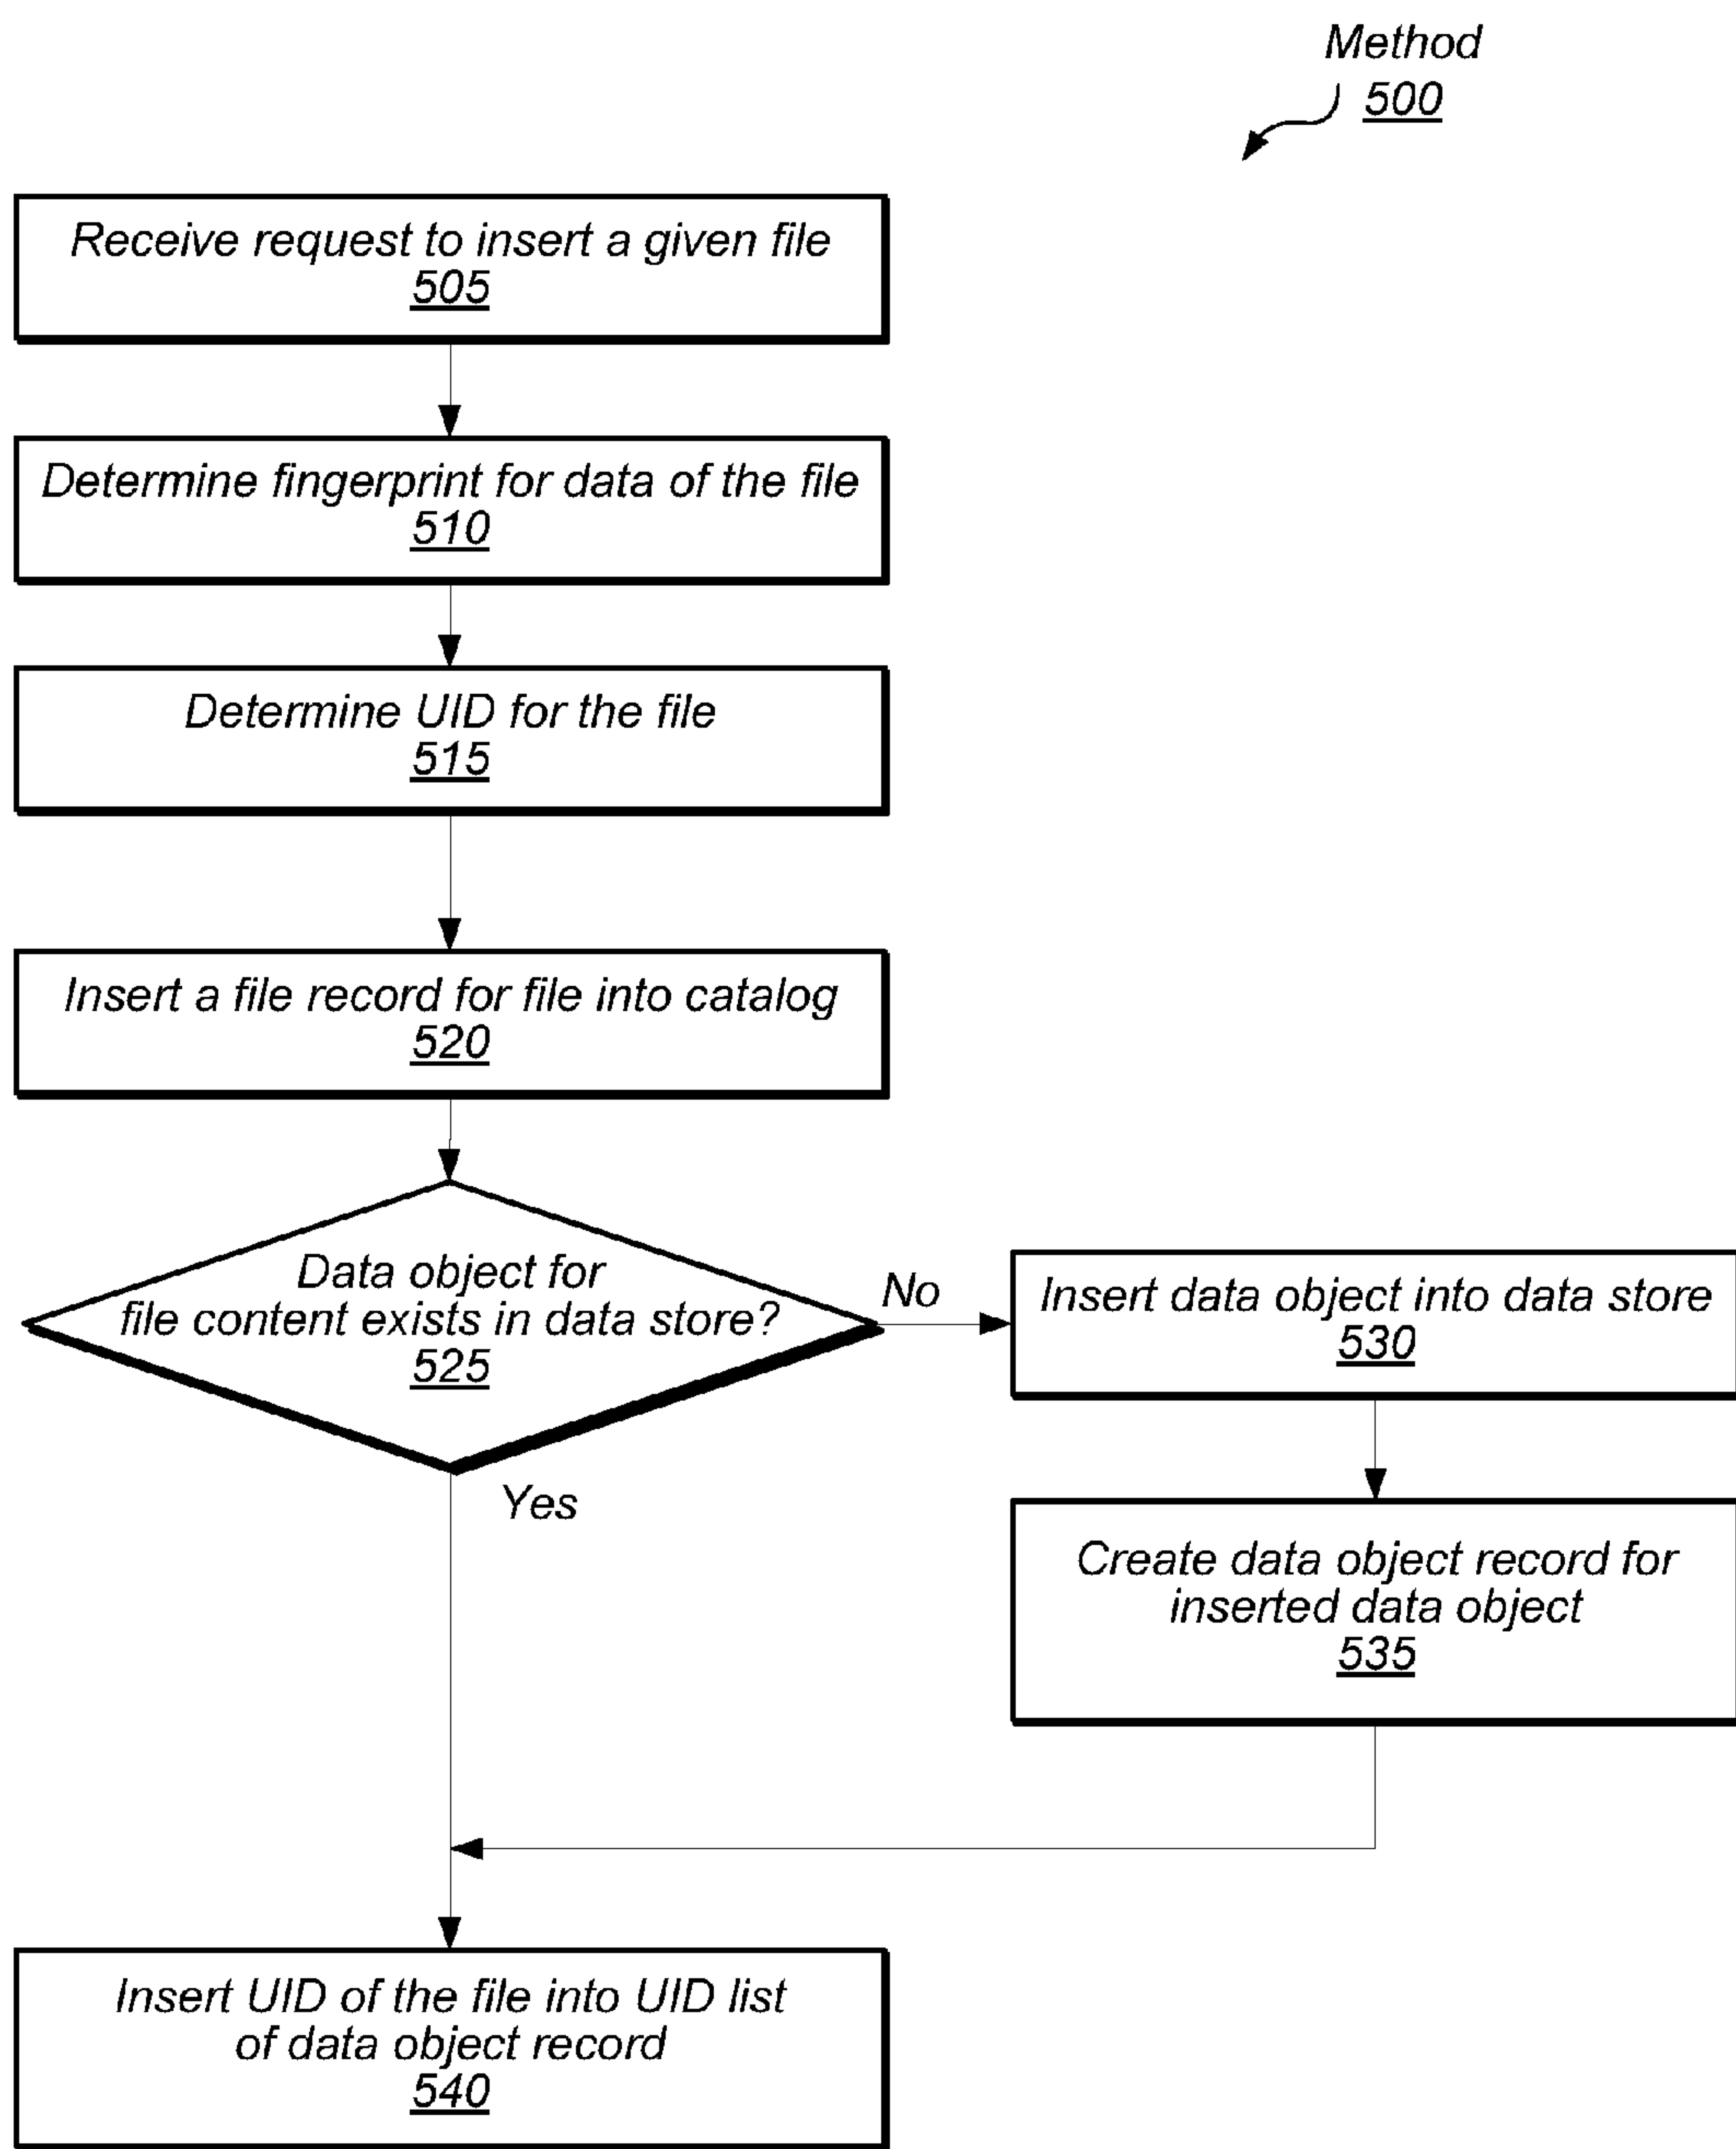 Method
500
Receive request to insert a given file
505
Determine fingerprint for data of the file
510
Determine UID for the file
515
Insert a file record for file into catalog
520
Data object for
file content exists in data store?
525
No
Insert data object into data store
530
Yes
Create data object record for
inserted data object
535
Insert UID of the file into UID list
of data object record
540